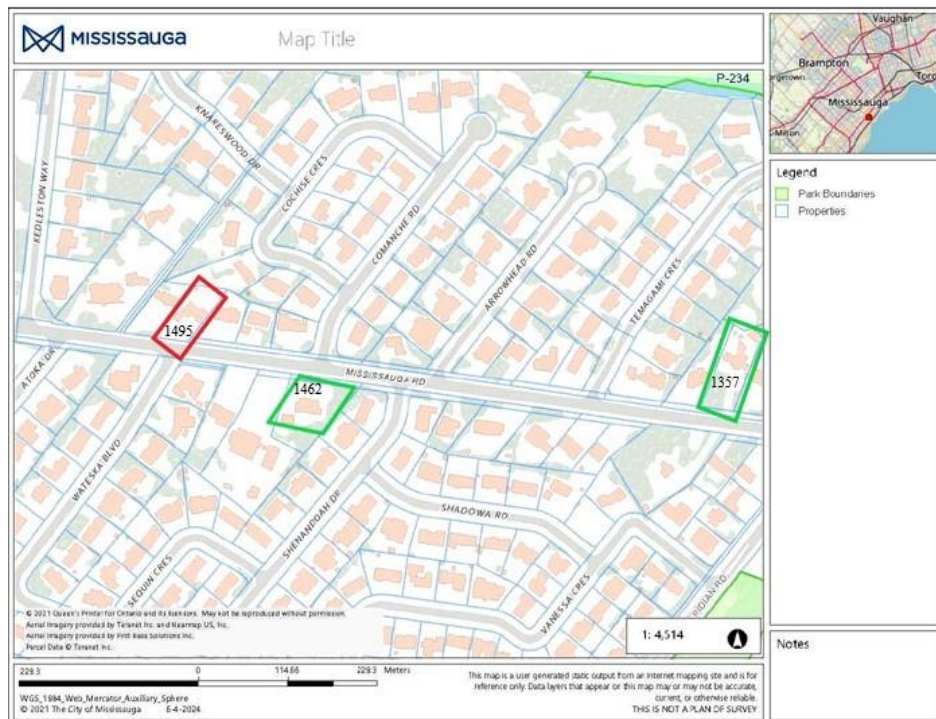 MISSISSAUGA
Map Title
P-234
KNARESWOOD DR
COCHISE CRES
KEDLESTON WAY
COMANCHE RD
ARROWHEAD RD
TEMAGAMI CRES
1495
MISSISSAUGA RD
1462
1357
ATOKA DR
WATESKA BLVD
SHENANDOAH DR
SHADOWA RD
SEQUIN CRES
VANESSA CRES
RIDIAN RD
© 2021 Queen's Printer for Ontario and its licensors. May not be reproduced without permission.
Aerial Imagery provided by Teranet Inc. and Nearmap US, Inc.
Aerial Imagery provided by First Base Solutions Inc.
Parcel Data © Teranet Inc.
1: 4,514
229.3 0 114.66 229.3 Meters
WGS_1984_Web_Mercator_Auxiliary_Sphere
© 2021 The City of Mississauga 6-4-2024
This map is a user generated static output from an Internet mapping site and is for
reference only. Data layers that appear on this map may or may not be accurate,
current, or otherwise reliable.
THIS IS NOT A PLAN OF SURVEY
Vaughan
Brampton
orgetown
Toro
Mississauga
Milton
Legend
Park Boundaries
Properties
Notes